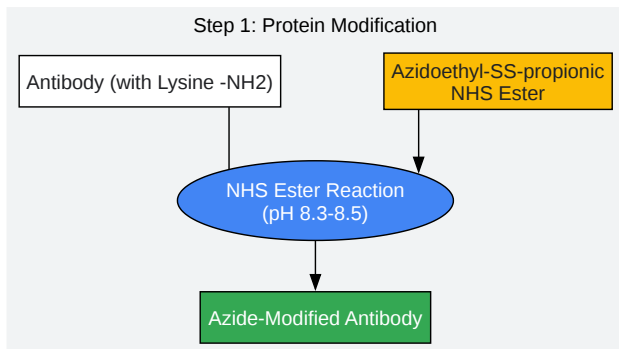 Step 1: Protein Modification
Antibody (with Lysine -NH2)
Azidoethyl-SS-propionic
NHS Ester
NHS Ester Reaction
(pH 8.3-8.5)
Azide-Modified Antibody